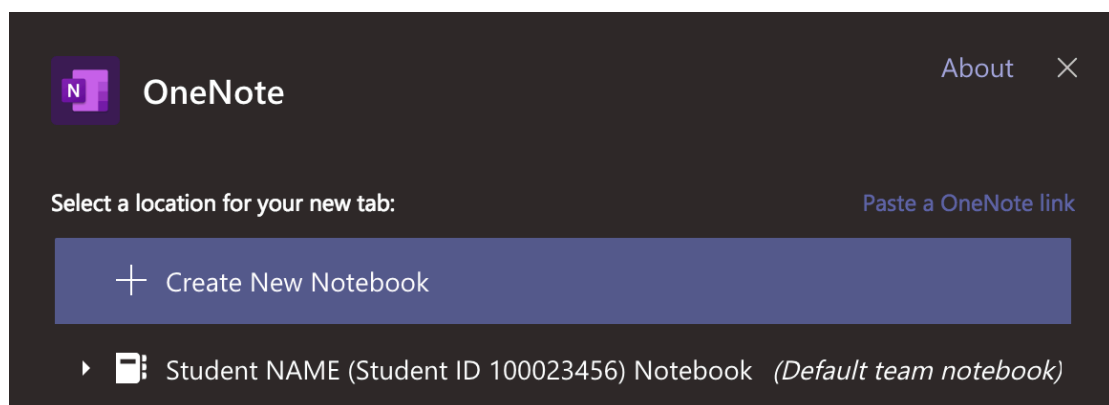 About
N OneNote
Select a location for your new tab: Paste a OneNote link
Create New Notebook
Student NAME (Student ID 100023456) Notebook (Default team notebook)